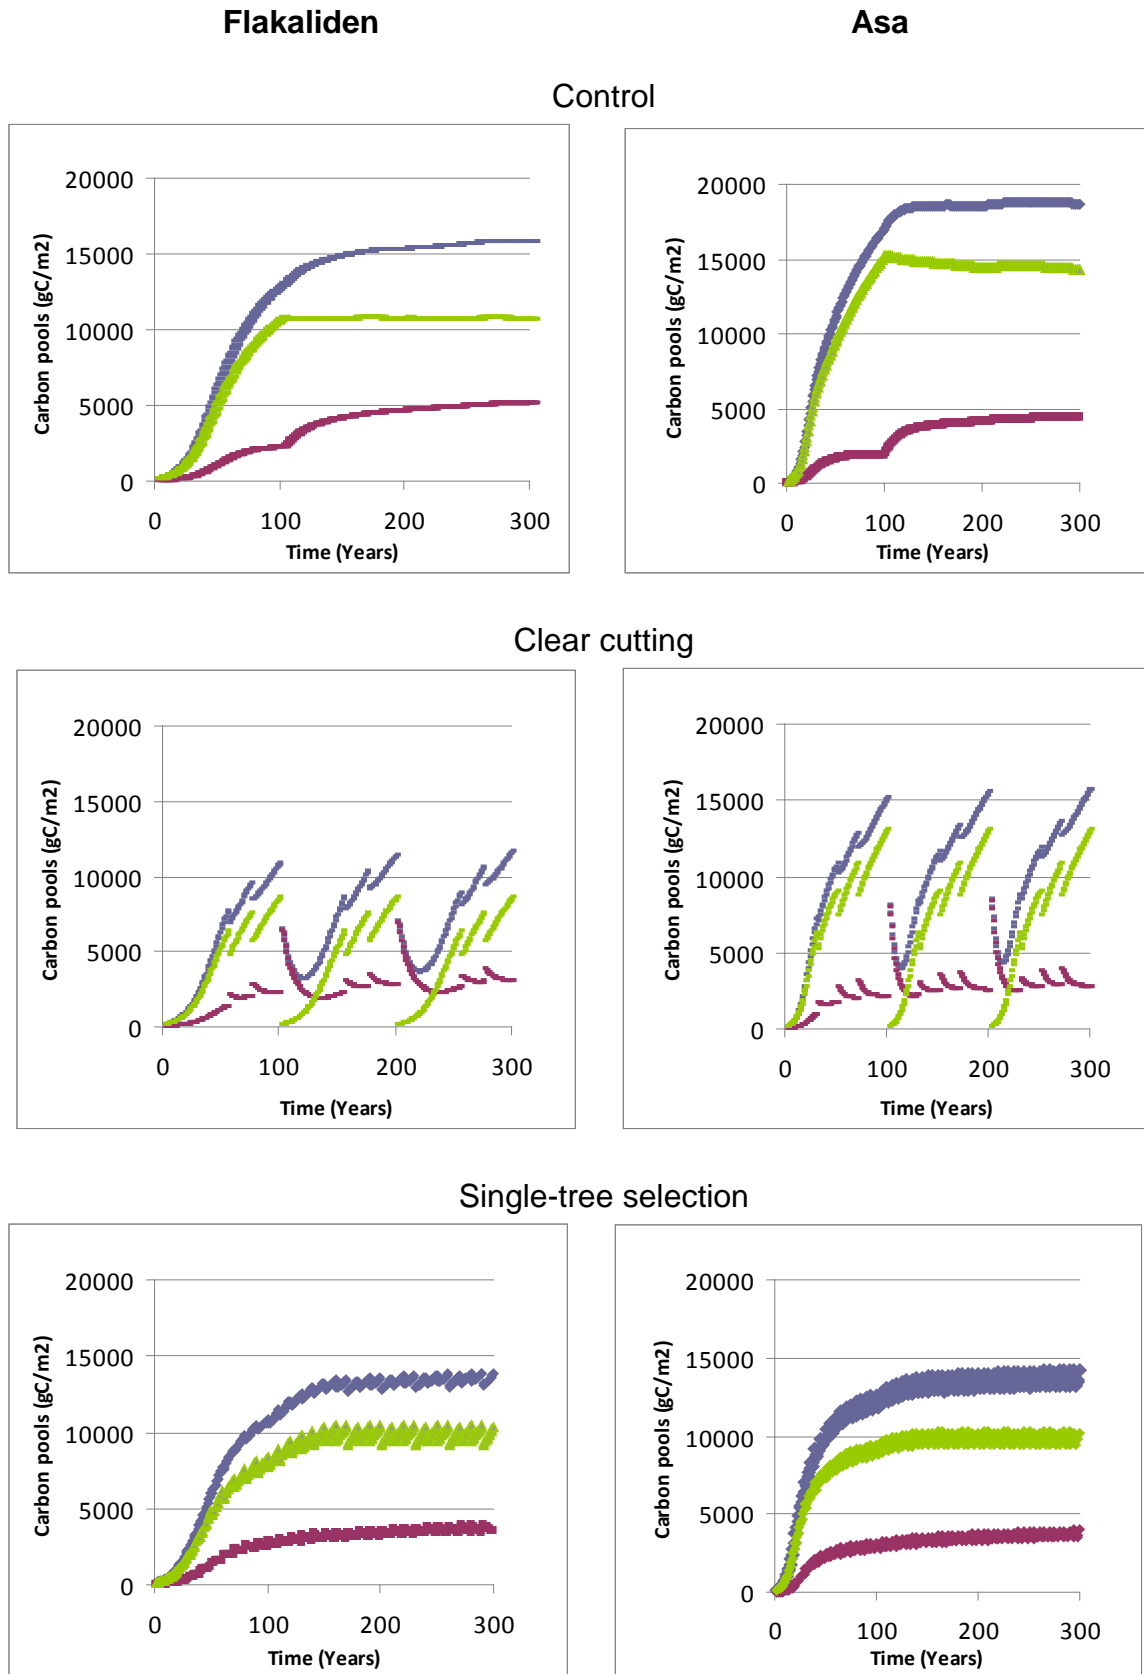 Flakaliden
Asa
Control
20000
15000
10000
5000
0
0 100 200 300
Carbon pools (gC/m2)
Time (Years)
20000
15000
10000
5000
0
0 100 200 300
Carbon pools (gC/m2)
Time (Years)
Clear cutting
20000
15000
10000
5000
0
0 100 200 300
Carbon pools (gC/m2)
Time (Years)
20000
15000
10000
5000
0
0 100 200 300
Carbon pools (gC/m2)
Time (Years)
Single-tree selection
20000
15000
10000
5000
0
0 100 200 300
Carbon pools (gC/m2)
Time (Years)
20000
15000
10000
5000
0
0 100 200 300
Carbon pools (gC/m2)
Time (Years)